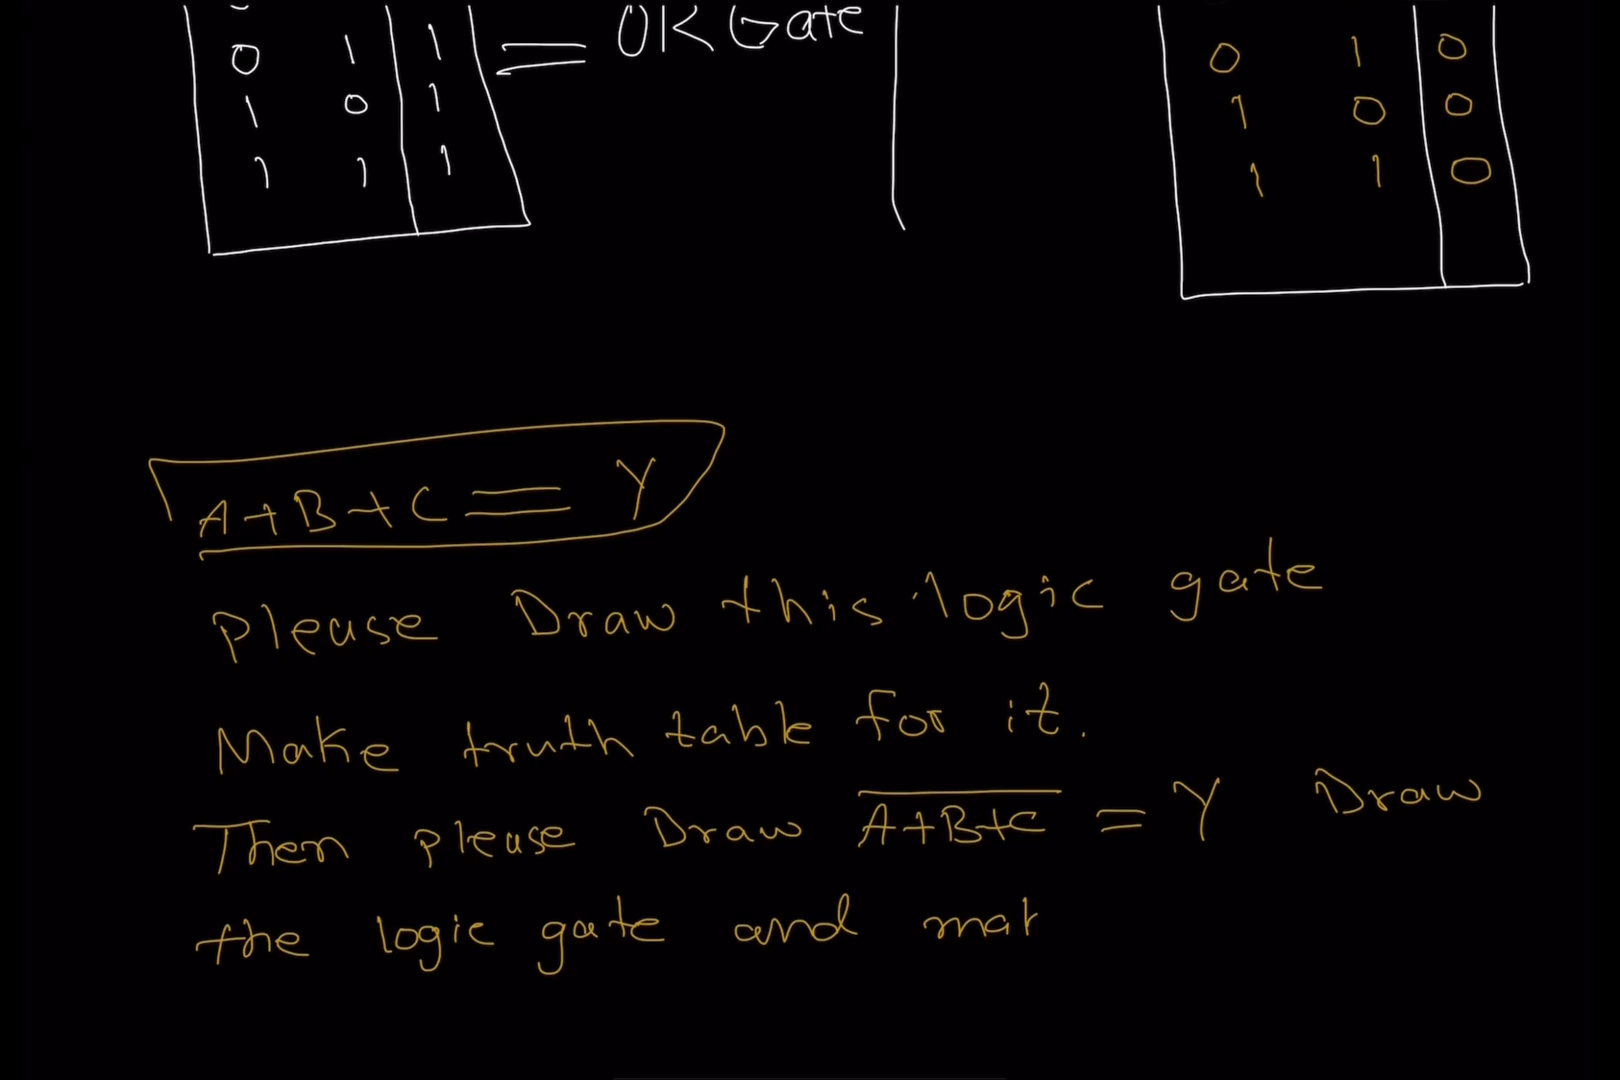 0 1 1 = OR Gate
1 0 1
1 1 1
0 1 0
1 0 0
1 1 0
A+B+C = Y
please Draw this logic gate
Make truth table for it.
Then please Draw A̅+̅B̅+̅C̅ = Y Draw
the logic gate and mak